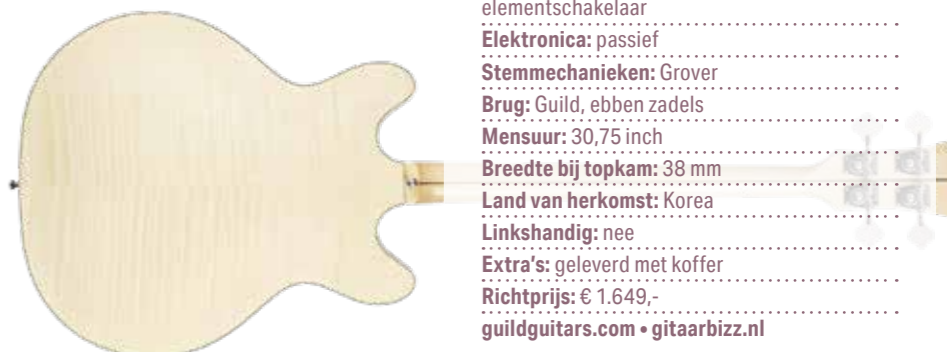 elementschakelaar
Elektronica: passief
Stemmechanieken: Grover
Brug: Guild, ebben zadels
Mensuur: 30,75 inch
Breedte bij topkam: 38 mm
Land van herkomst: Korea
Linkshandig: nee
Extra's: geleverd met koffer
Richtprijs: € 1.649,-
guildguitars.com • gitaarbizz.nl